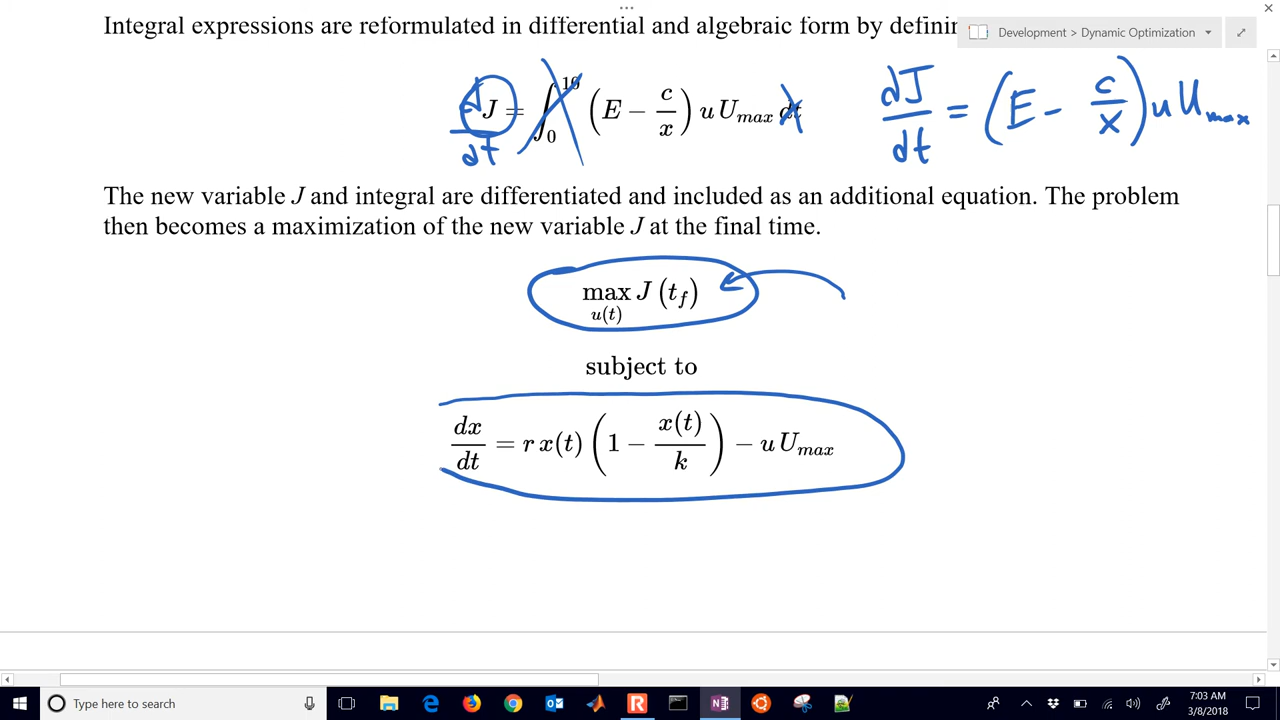 Integral expressions are reformulated in differential and algebraic form by defini
Development > Dynamic Optimization
dJ/dt
J = ∫₀¹⁰ (E − c/x) u U_max dt
dJ/dt = (E − c/x) u U_max
The new variable J and integral are differentiated and included as an additional equation. The problem
then becomes a maximization of the new variable J at the final time.
max J (t_f)
u(t)
subject to
dx/dt = r x(t) (1 − x(t)/k) − u U_max
Type here to search
7:03 AM
3/8/2018